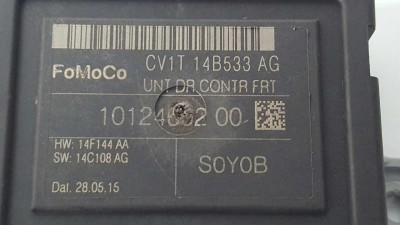 FoMoCo
CV1T 14B533 AG
UNT DR CONTR FRT
00
HW: 14F144 AA
SW: 14C108 AG
S0Y0B
Dat. 28.05.15